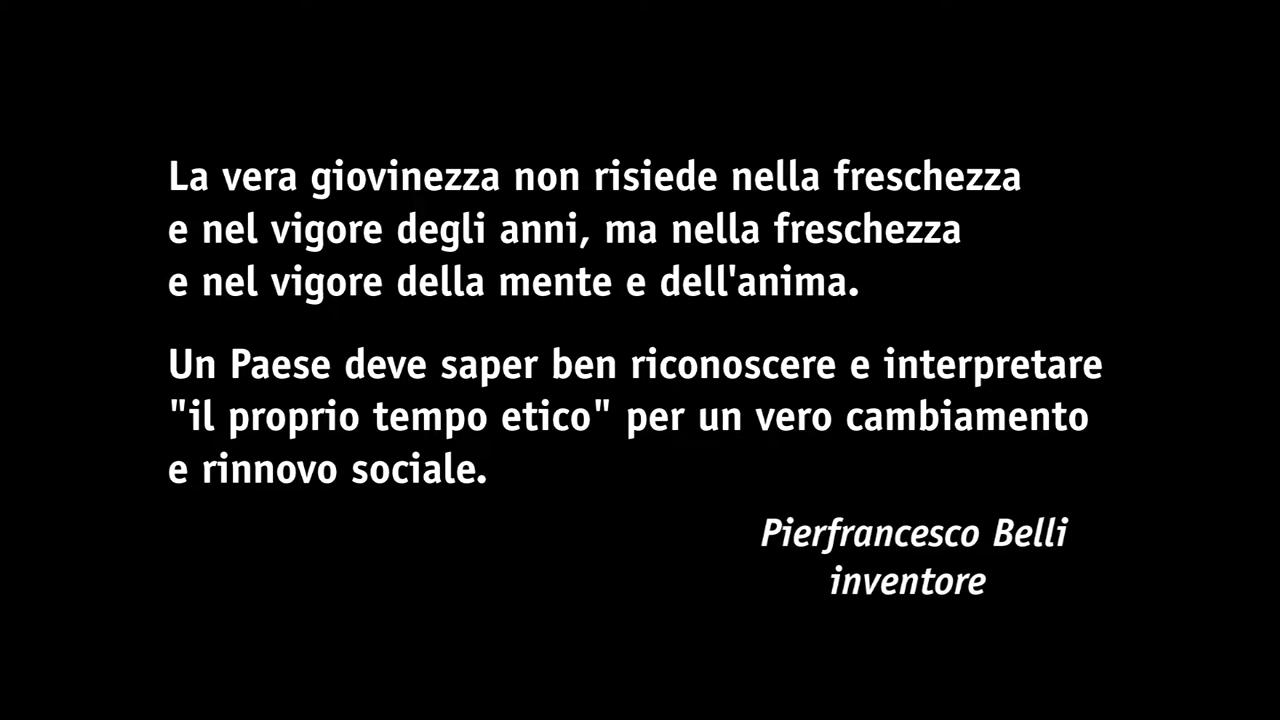 La vera giovinezza non risiede nella freschezza
e nel vigore degli anni, ma nella freschezza
e nel vigore della mente e dell'anima.
Un Paese deve saper ben riconoscere e interpretare
"il proprio tempo etico" per un vero cambiamento
e rinnovo sociale.
Pierfrancesco Belli
inventore